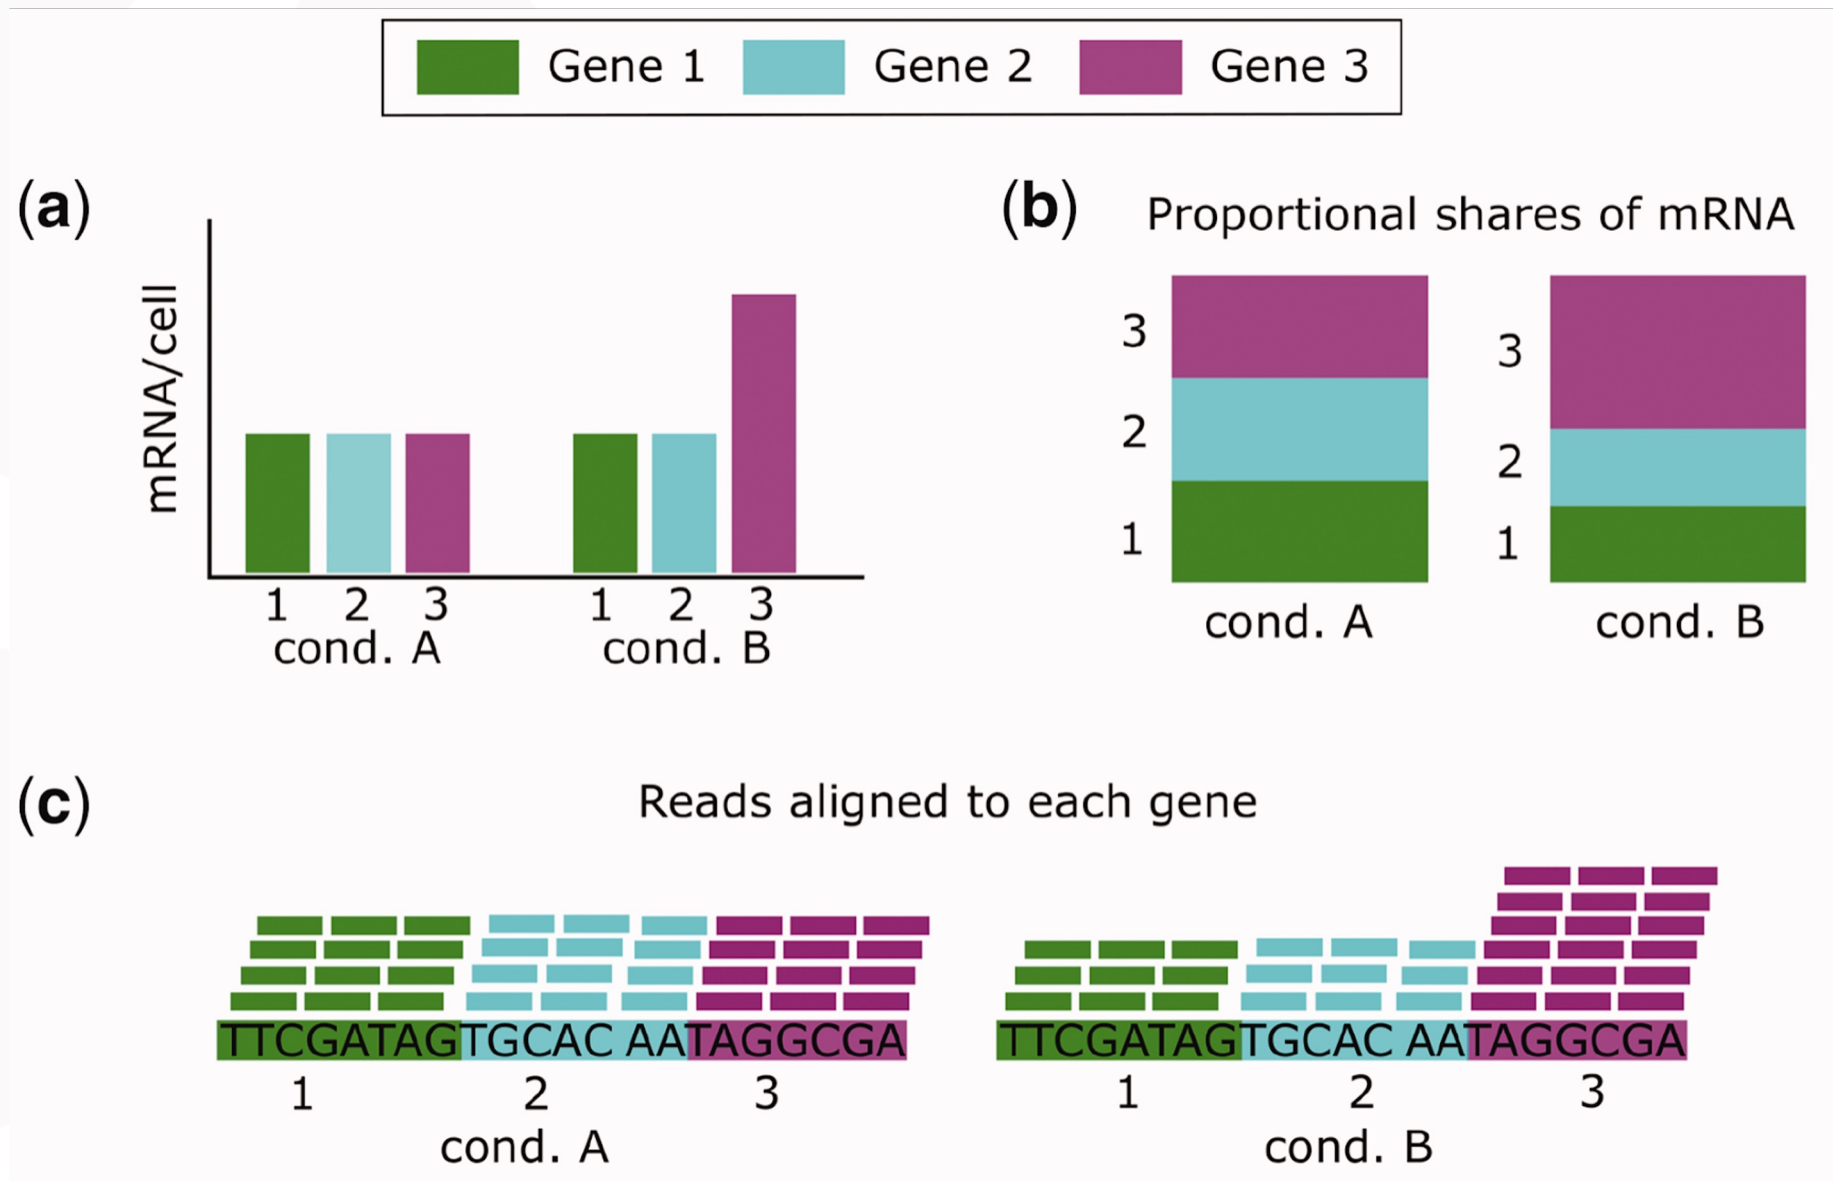 Gene 1 Gene 2 Gene 3
(a)
mRNA/cell
1 2 3 1 2 3
cond. A cond. B
(b) Proportional shares of mRNA
3 3
2 2
1 1
cond. A cond. B
(c) Reads aligned to each gene
TTCGATAGTGCAC AATAGGCGA TTCGATAGTGCAC AATAGGCGA
1 2 3 1 2 3
cond. A cond. B